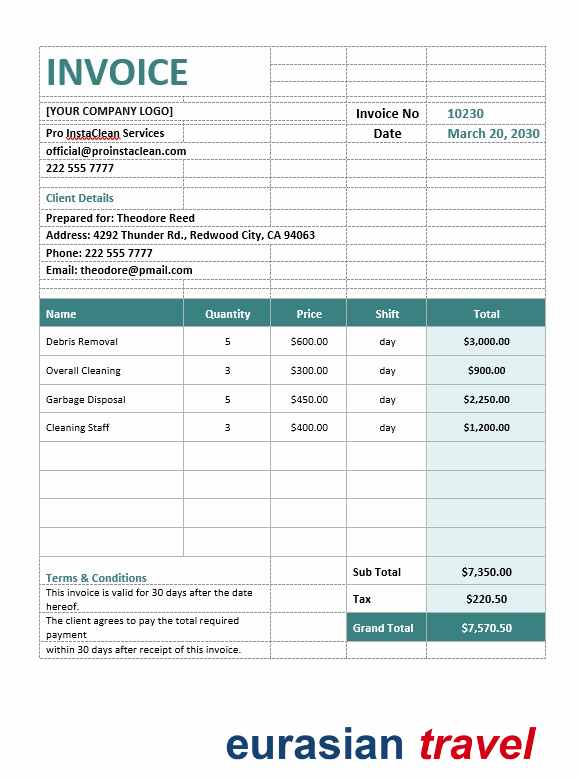 INVOICE
[YOUR COMPANY LOGO]
Invoice No 10230
Pro InstaClean Services
Date March 20, 2030
official@proinstaclean.com
222 555 7777
Client Details
Prepared for: Theodore Reed
Address: 4292 Thunder Rd., Redwood City, CA 94063
Phone: 222 555 7777
Email: theodore@pmail.com
Name Quantity Price Shift Total
Debris Removal 5 $600.00 day $3,000.00
Overall Cleaning 3 $300.00 day $900.00
Garbage Disposal 5 $450.00 day $2,250.00
Cleaning Staff 3 $400.00 day $1,200.00
Sub Total $7,350.00
Terms & Conditions
This invoice is valid for 30 days after the date
hereof.
Tax $220.50
The client agrees to pay the total required
payment
Grand Total $7,570.50
within 30 days after receipt of this invoice.
eurasian travel